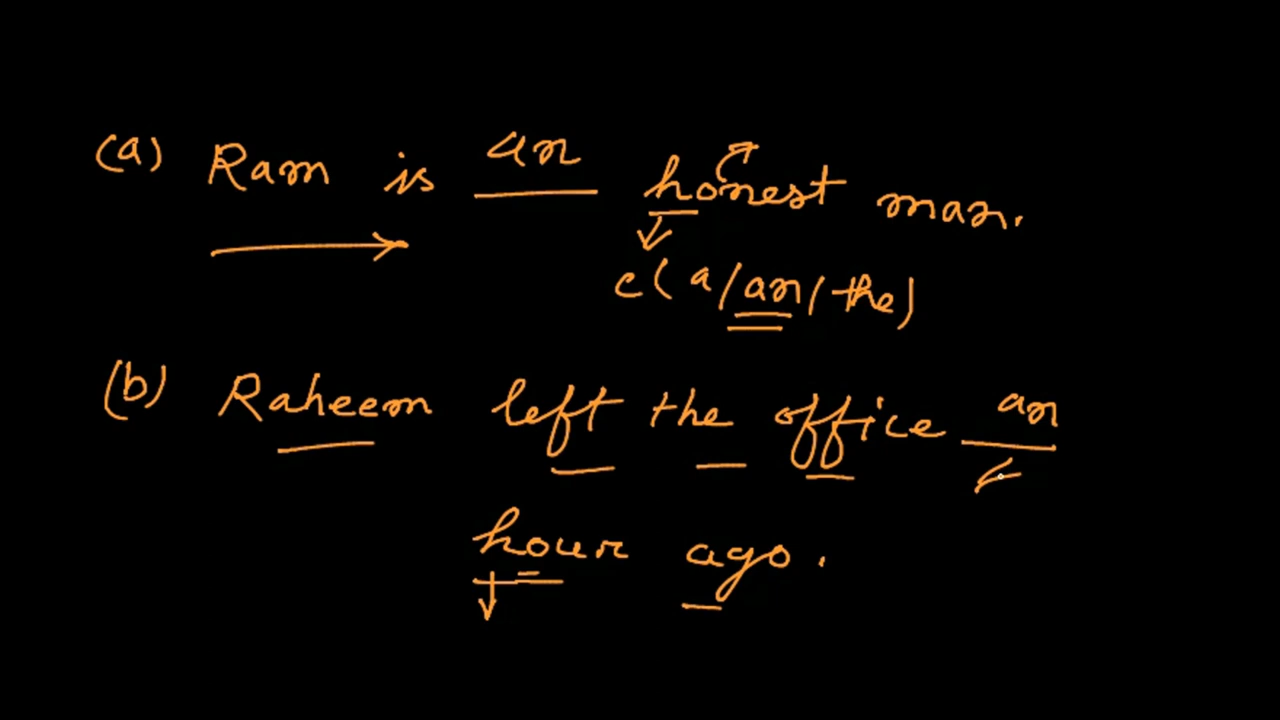 (a) Ram is an honest man.
c(a/an/the)
(b) Raheem left the office an
hour ago.